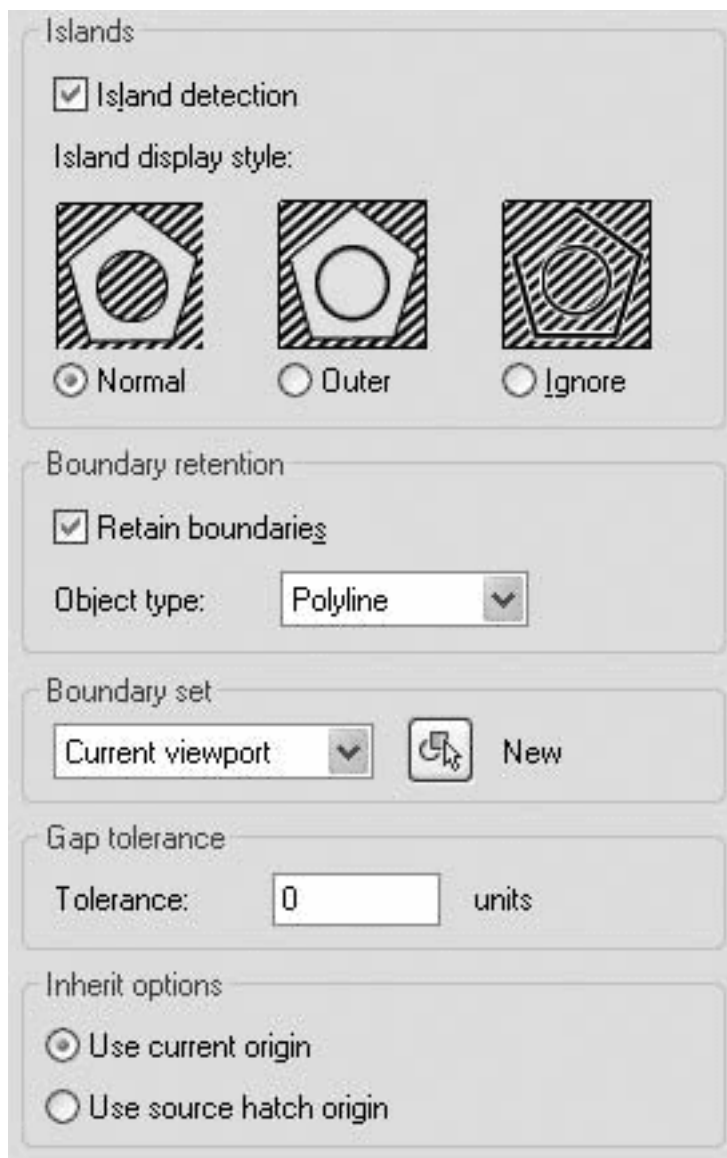 Islands
Island detection
Island display style:
Normal Outer Ignore
Boundary retention
Retain boundaries
Object type: Polyline
Boundary set
Current viewport New
Gap tolerance
Tolerance: 0 units
Inherit options
Use current origin
Use source hatch origin